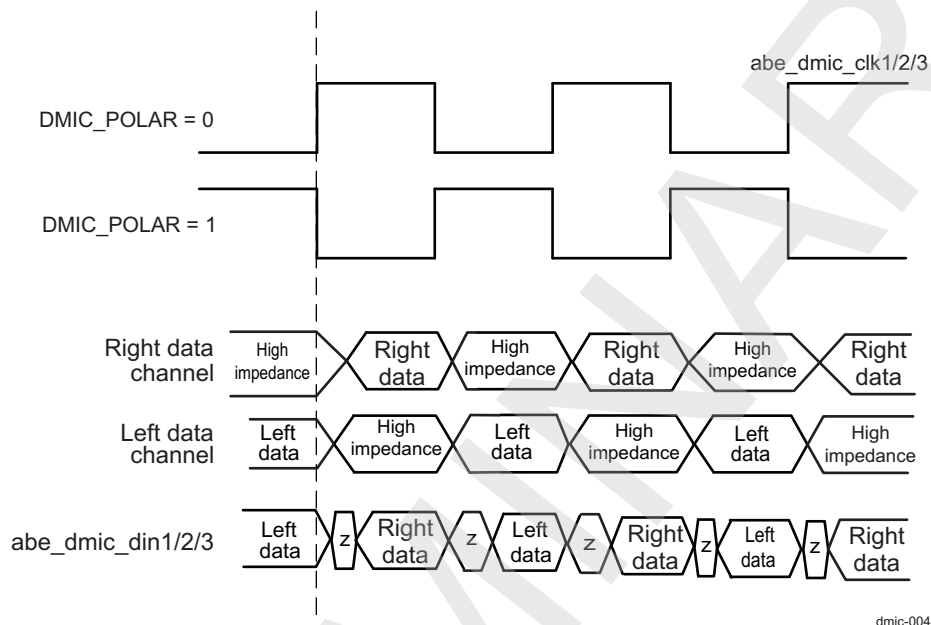 abe_dmic_clk1/2/3
DMIC_POLAR = 0
DMIC_POLAR = 1
Right data
channel
High
impedance
Right
data
High
impedance
Right
data
High
impedance
Right
data
Left data
channel
Left
data
High
impedance
Left
data
High
impedance
Left
data
High
impedance
abe_dmic_din1/2/3
Left
data
z
Right
data
z
Left
data
z
Right
data
z
Left
data
z
Right
data
dmic-004